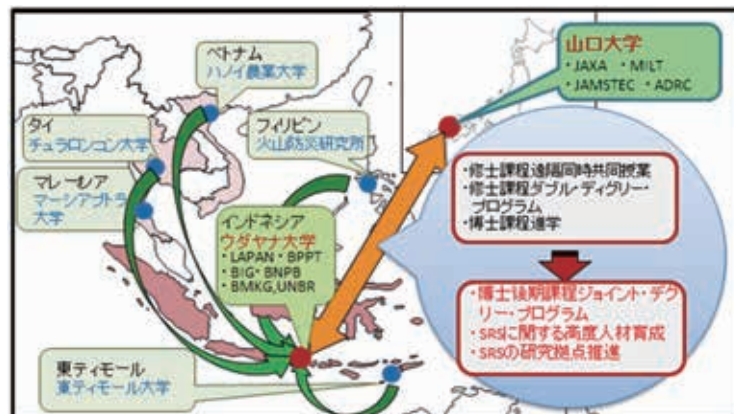 ベトナム
ハノイ農業大学
山口大学
・JAXA ・MILT
・JAMSTEC ・ADRC
タイ
チュラロンコン大学
フィリピン
火山防災研究所
マレーシア
マーシアプトラ
大学
インドネシア
ウダヤナ大学
・LAPAN・BPPT
・BIG・BNPB
・BMKG,UNBR
・修士課程遠隔同時共同授業
・修士課程ダブル・ディグリー・
プログラム
・博士課程進学
・博士後期課程ジョイント・デグ
リー・プログラム
・SRSに関する高度人材育成
・SRSの研究拠点推進
東ティモール
東ティモール大学